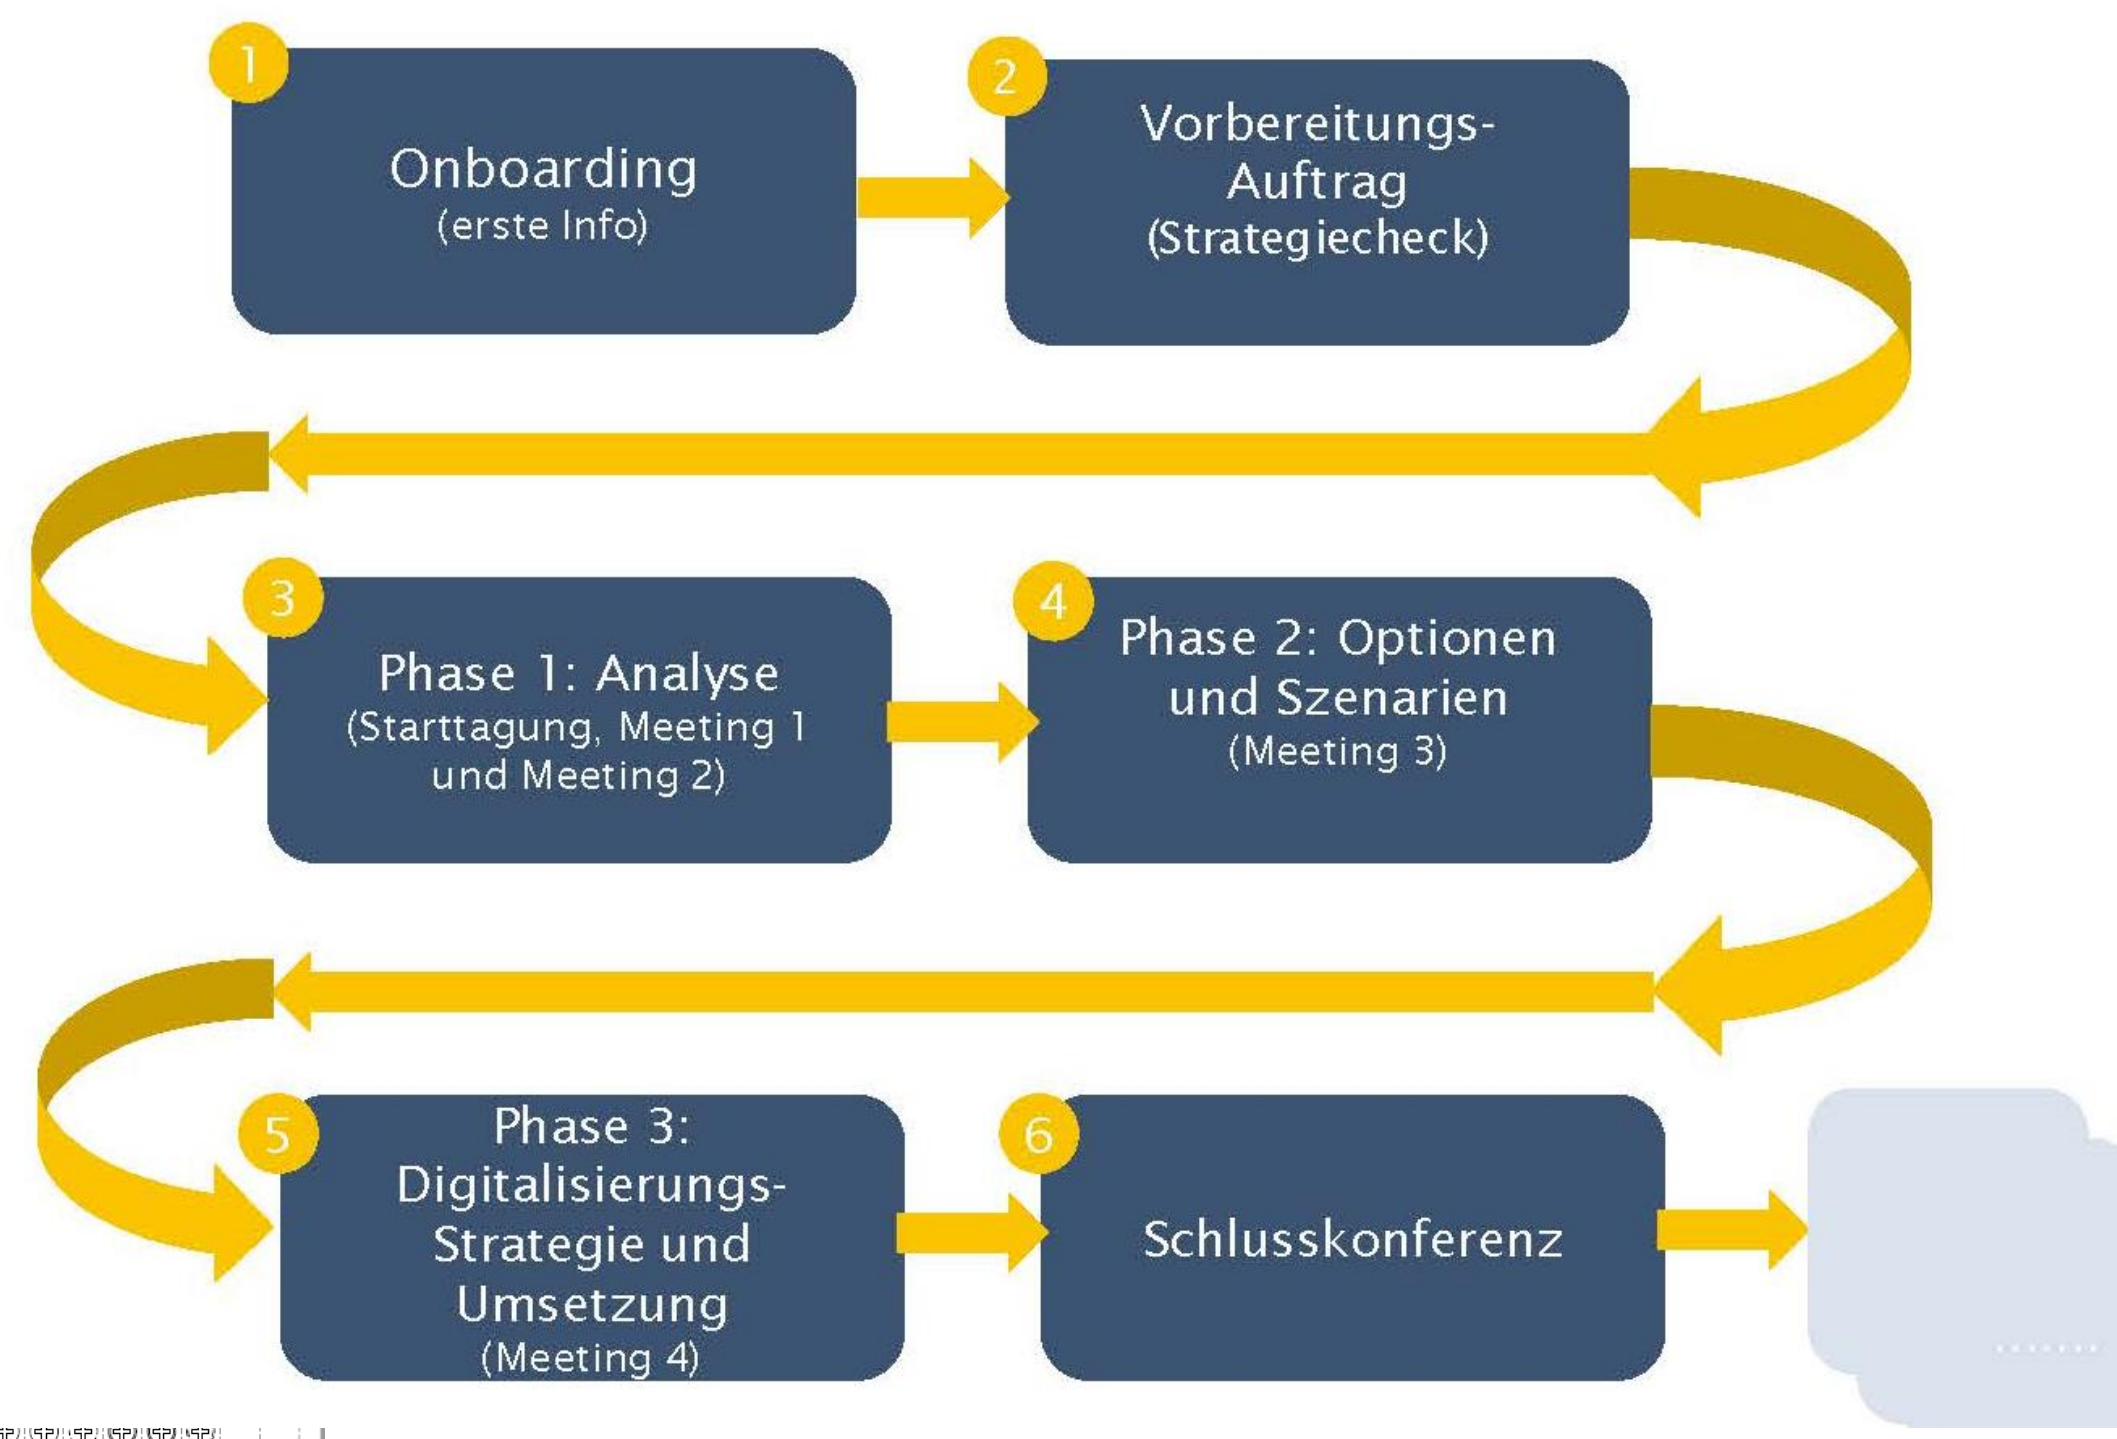 1
Onboarding
(erste Info)
2
Vorbereitungs-
Auftrag
(Strategiecheck)
3
Phase 1: Analyse
(Starttagung, Meeting 1
und Meeting 2)
4
Phase 2: Optionen
und Szenarien
(Meeting 3)
5
Phase 3:
Digitalisierungs-
Strategie und
Umsetzung
(Meeting 4)
6
Schlusskonferenz
.......